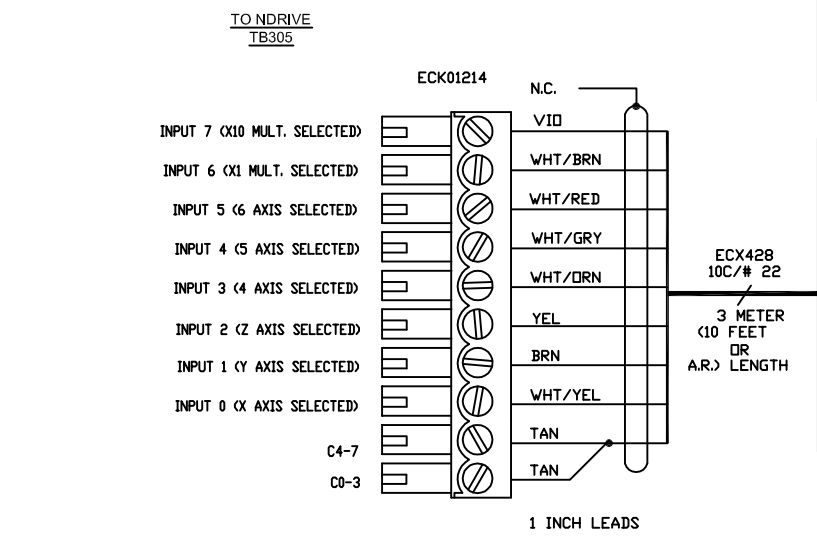 TO NDRIVE
TB305
ECK01214
N.C.
INPUT 7 (X10 MULT. SELECTED)
VIO
INPUT 6 (X1 MULT. SELECTED)
WHT/BRN
INPUT 5 (6 AXIS SELECTED)
WHT/RED
INPUT 4 (5 AXIS SELECTED)
WHT/GRY
INPUT 3 (4 AXIS SELECTED)
WHT/ORN
INPUT 2 (Z AXIS SELECTED)
YEL
INPUT 1 (Y AXIS SELECTED)
BRN
INPUT 0 (X AXIS SELECTED)
WHT/YEL
C4-7
TAN
C0-3
TAN
ECX428
10C/# 22
3 METER
(10 FEET
OR
A.R.) LENGTH
1 INCH LEADS